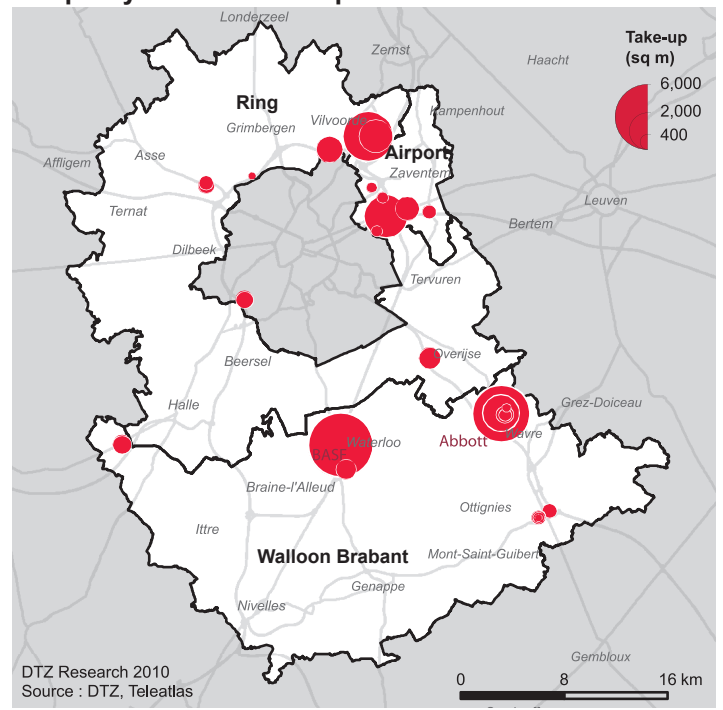 Londerzeel
Zemst
Haacht
Take-up
(sq m)
6,000
2,000
400
Ring
Grimbergen
Vilvoorde
Kampenhout
Airport
Asse
Affligem
Zaventem
Ternat
Leuven
Bertem
Dilbeek
Tervuren
Beersel
Overijse
Halle
Grez-Doiceau
Abbott
Wavre
Waterloo
BASF
Braine-l'Alleud
Ottignies
Ittre
Walloon Brabant
Mont-Saint-Guibert
Genappe
Nivelles
Gembloux
DTZ Research 2010
Source : DTZ, Teleatlas
0 8 16 km